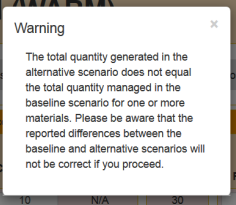 (WARM)
Warning
×
The total quantity generated in the
alternative scenario does not equal
the total quantity managed in the
baseline scenario for one or more
materials. Please be aware that the
reported differences between the
baseline and alternative scenarios will
not be correct if you proceed.
10 N/A 30